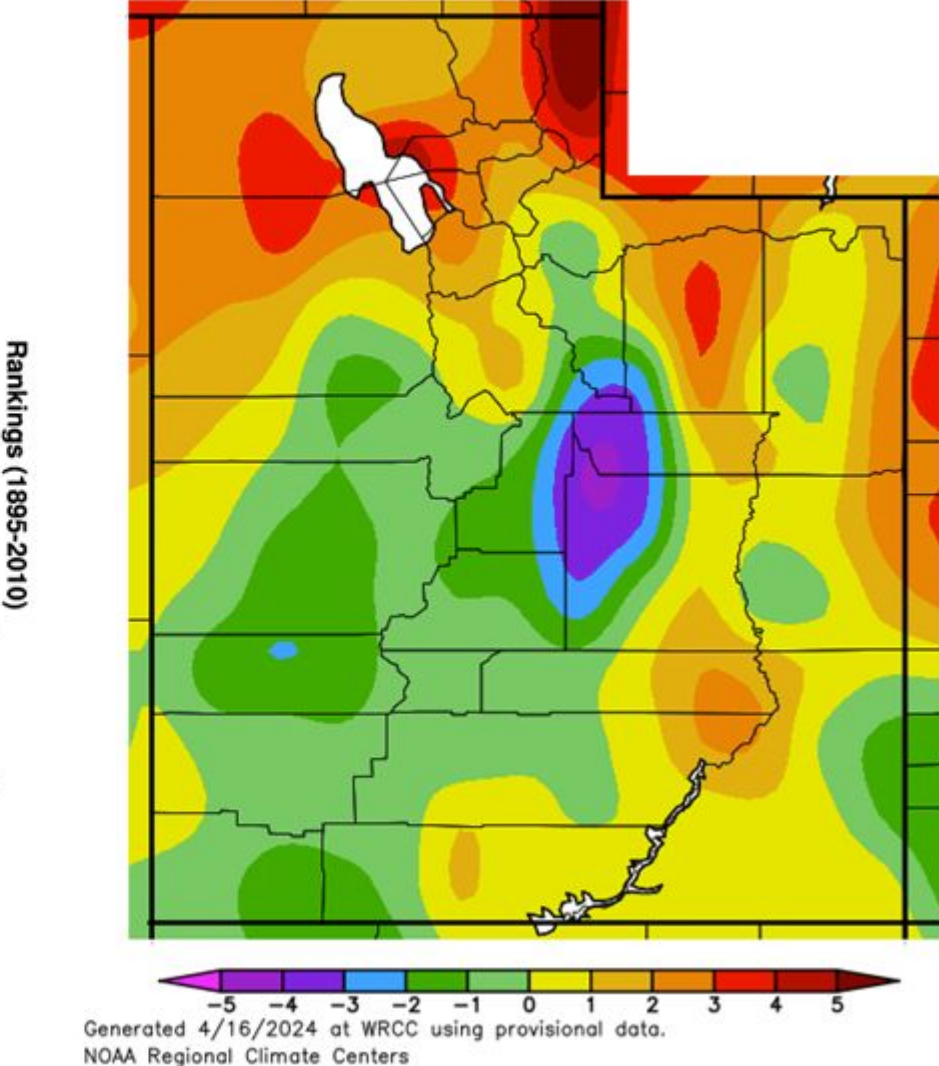 Rankings (1895-2010)
-5 -4 -3 -2 -1 0 1 2 3 4 5
Generated 4/16/2024 at WRCC using provisional data.
NOAA Regional Climate Centers